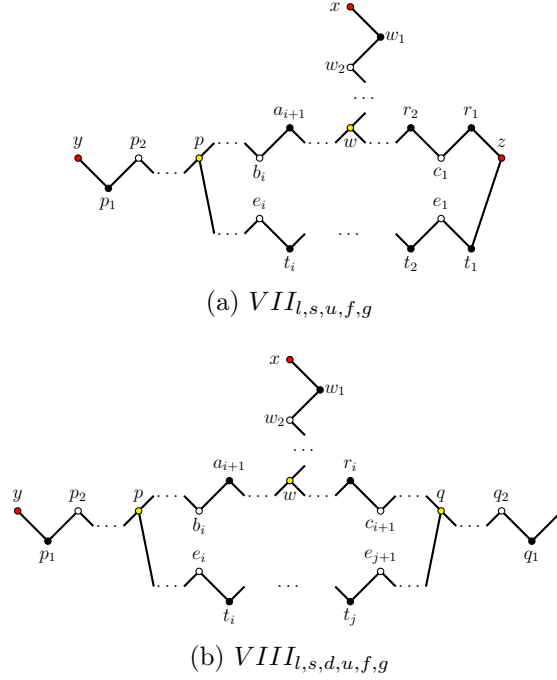 x
w₁
w₂
...
a_{i+1} r₂ r₁
y p₂ p ... ... w ... z
p₁ ... b_i c₁
e_i e₁
... ... 
t_i t₂ t₁
(a) VII_{l,s,u,f,g}
x
w₁
w₂
...
a_{i+1} r_i
y p₂ p ... ... w ... ... q q₂
p₁ ... b_i c_{i+1} ... q₁
e_i e_{j+1}
... ... ...
t_i t_j
(b) VIII_{l,s,d,u,f,g}